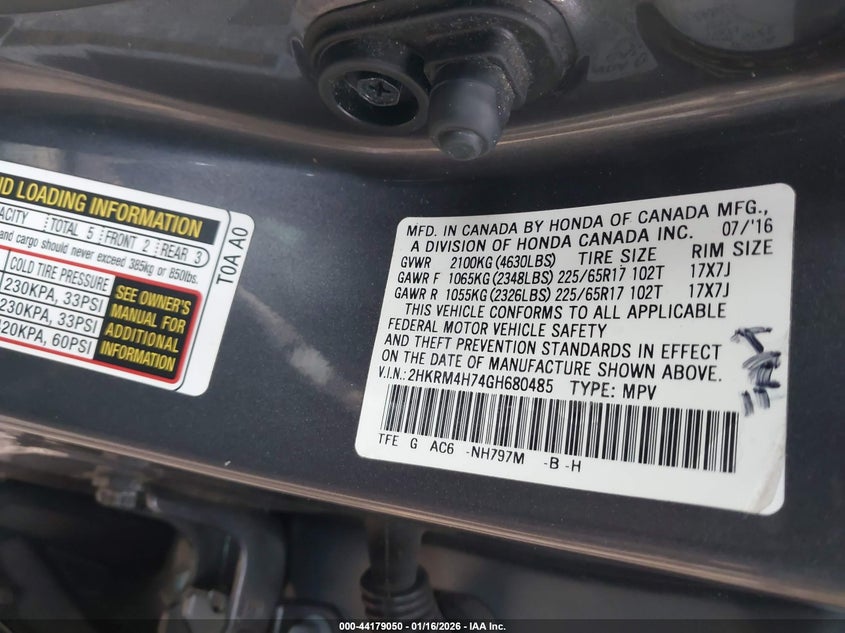 ND LOADING INFORMATION
ACITY TOTAL 5 FRONT 2 REAR 3
and cargo should never exceed 385kg or 850lbs.
COLD TIRE PRESSURE
230KPA, 33PSI
230KPA, 33PSI
420KPA, 60PSI
SEE OWNER'S
MANUAL FOR
ADDITIONAL
INFORMATION
T0A A0
MFD. IN CANADA BY HONDA OF CANADA MFG.,
A DIVISION OF HONDA CANADA INC. 07/'16
GVWR 2100KG (4630LBS) TIRE SIZE RIM SIZE
GAWR F 1065KG (2348LBS) 225/65R17 102T 17X7J
GAWR R 1055KG (2326LBS) 225/65R17 102T 17X7J
THIS VEHICLE CONFORMS TO ALL APPLICABLE
FEDERAL MOTOR VEHICLE SAFETY
AND THEFT PREVENTION STANDARDS IN EFFECT
ON THE DATE OF MANUFACTURE SHOWN ABOVE.
V.I.N.: 2HKRM4H74GH680485 TYPE: MPV
TFE G AC6 -NH797M -B -H
000-44179050 - 01/16/2026 - IAA Inc.